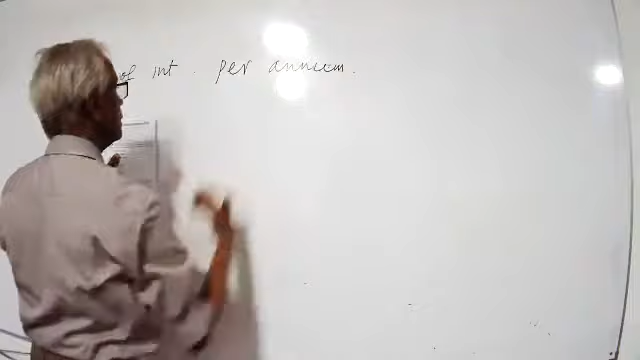 of int. per annum.